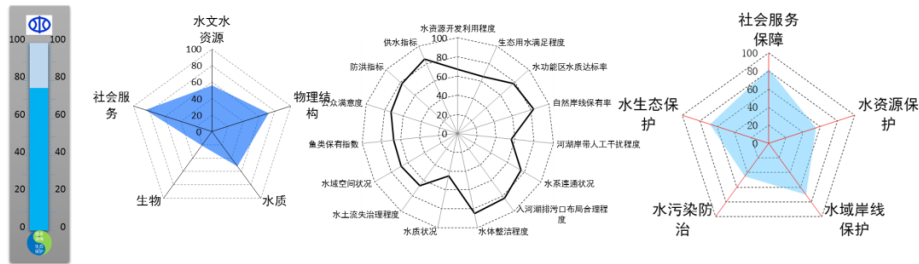 100 100
80 80
60 60
40 40
20 20
0 0
水文水
资源
100
80
60
40
20
0
物理结
构
水质
生物
社会服
务
水资源开发利用程度
生态用水满足程度
水功能区水质达标率
自然岸线保有率
河湖岸带人工干扰程度
水系连通状况
入河湖排污口布局合理程
度
水体整洁程度
水质状况
水土流失治理程度
水域空间状况
鱼类保有指数
公众满意度
防洪指标
供水指标
100
80
60
40
20
0
社会服务
保障
100
80
60
40
20
0
水资源保
护
水域岸线
保护
水污染防
治
水生态保
护